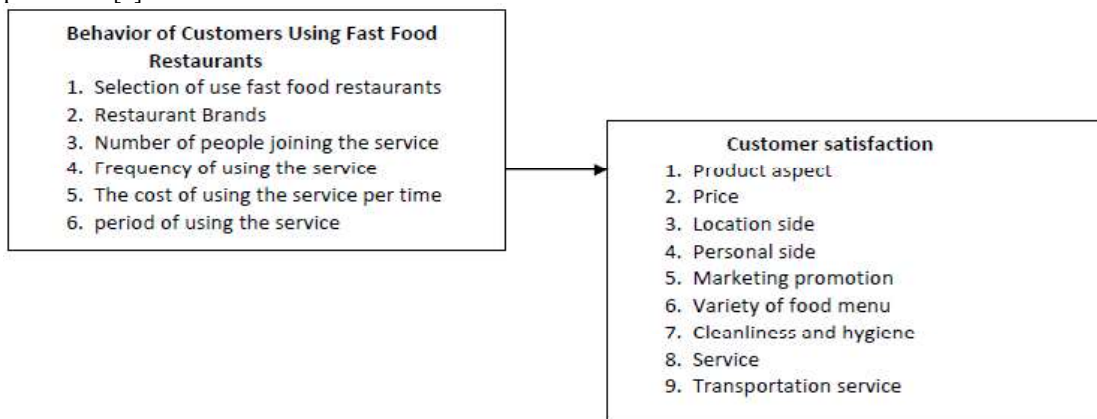 Behavior of Customers Using Fast Food
Restaurants
1. Selection of use fast food restaurants
2. Restaurant Brands
3. Number of people joining the service
4. Frequency of using the service
5. The cost of using the service per time
6. period of using the service
Customer satisfaction
1. Product aspect
2. Price
3. Location side
4. Personal side
5. Marketing promotion
6. Variety of food menu
7. Cleanliness and hygiene
8. Service
9. Transportation service